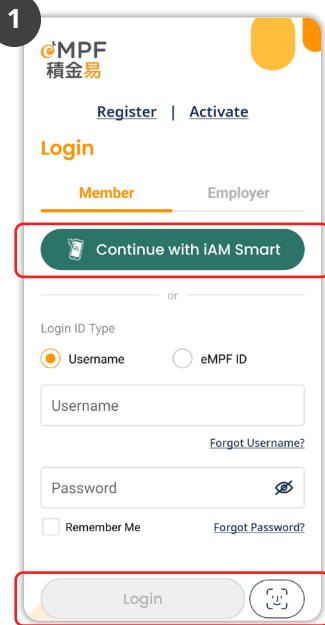 1
eMPF
積金易
Register | Activate
Login
Member Employer
Continue with iAM Smart
or
Login ID Type
Username eMPF ID
Username
Forgot Username?
Password
Remember Me Forgot Password?
Login